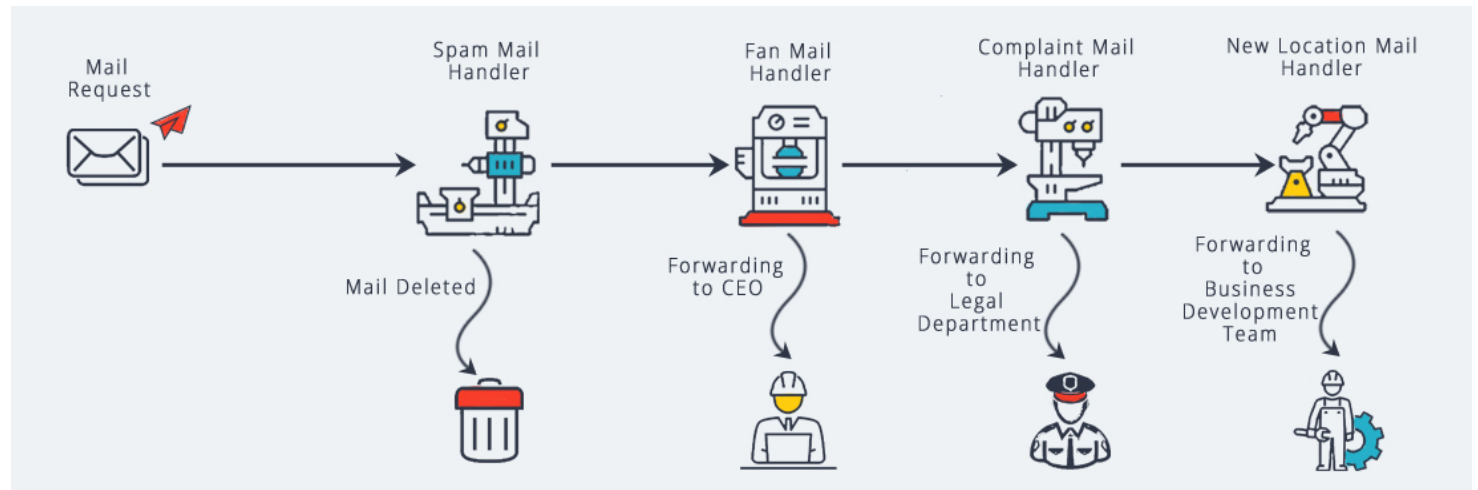 Mail
Request
Spam Mail
Handler
Fan Mail
Handler
Complaint Mail
Handler
New Location Mail
Handler
Mail Deleted
Forwarding
to CEO
Forwarding
to
Legal
Department
Forwarding
to
Business
Development
Team